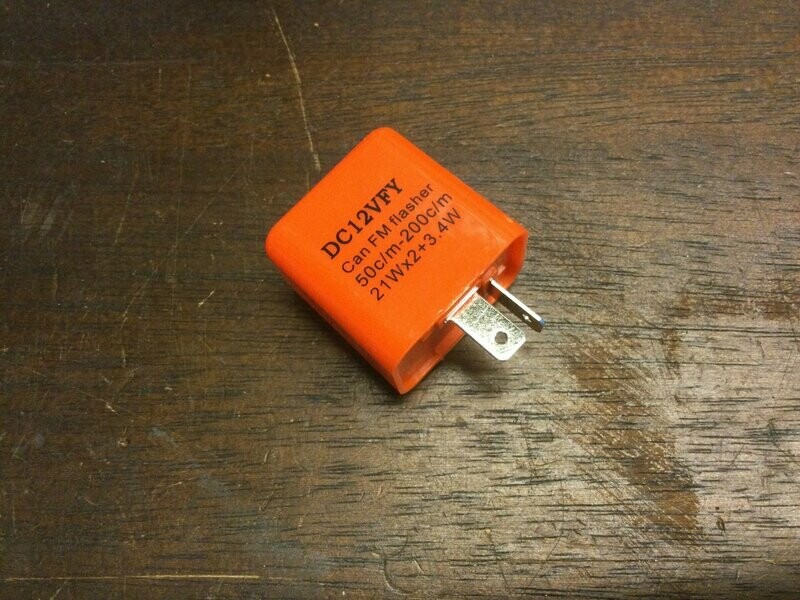 DC12VFY
Can FM flasher
50c/m-200c/m
21Wx2+3.4W